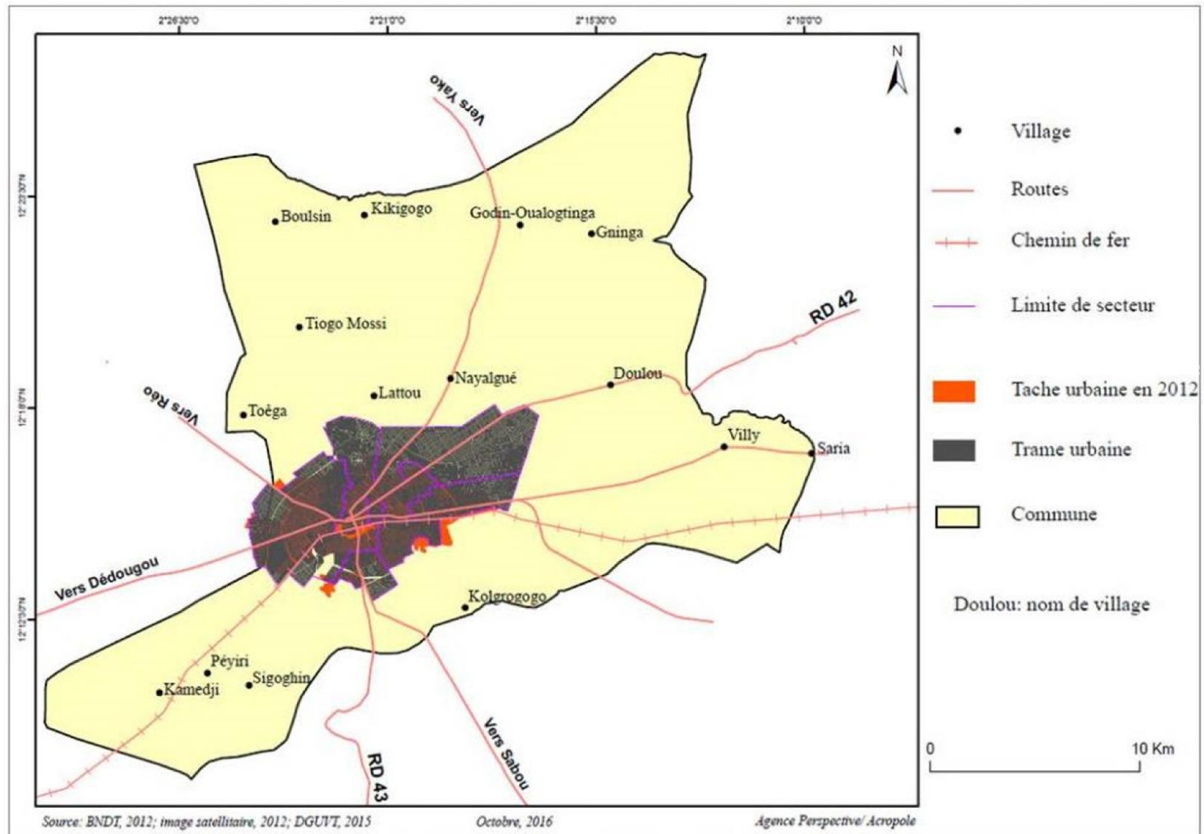 2°26'30"O
2°21'0"O
2°15'30"O
2°10'0"O
Vers Yako
N
12°23'30"N
Boulsin
Kikigogo
Godin-Oualogtinga
Gninga
Tiogo Mossi
RD 42
Nayalgué
Doulou
Lattou
Vers Réo
Toèga
12°18'0"N
Villy
Saria
Vers Dédougou
Kolgrogogo
Péyiri
Kamedji
Sigoghin
Vers Sabou
RD 43
Village
Routes
Chemin de fer
Limite de secteur
Tache urbaine en 2012
Trame urbaine
Commune
Doulou: nom de village
0 10 Km
Source: BNDT, 2012; image satellitaire, 2012; DGUVT, 2015
Octobre, 2016
Agence Perspective/ Acropole